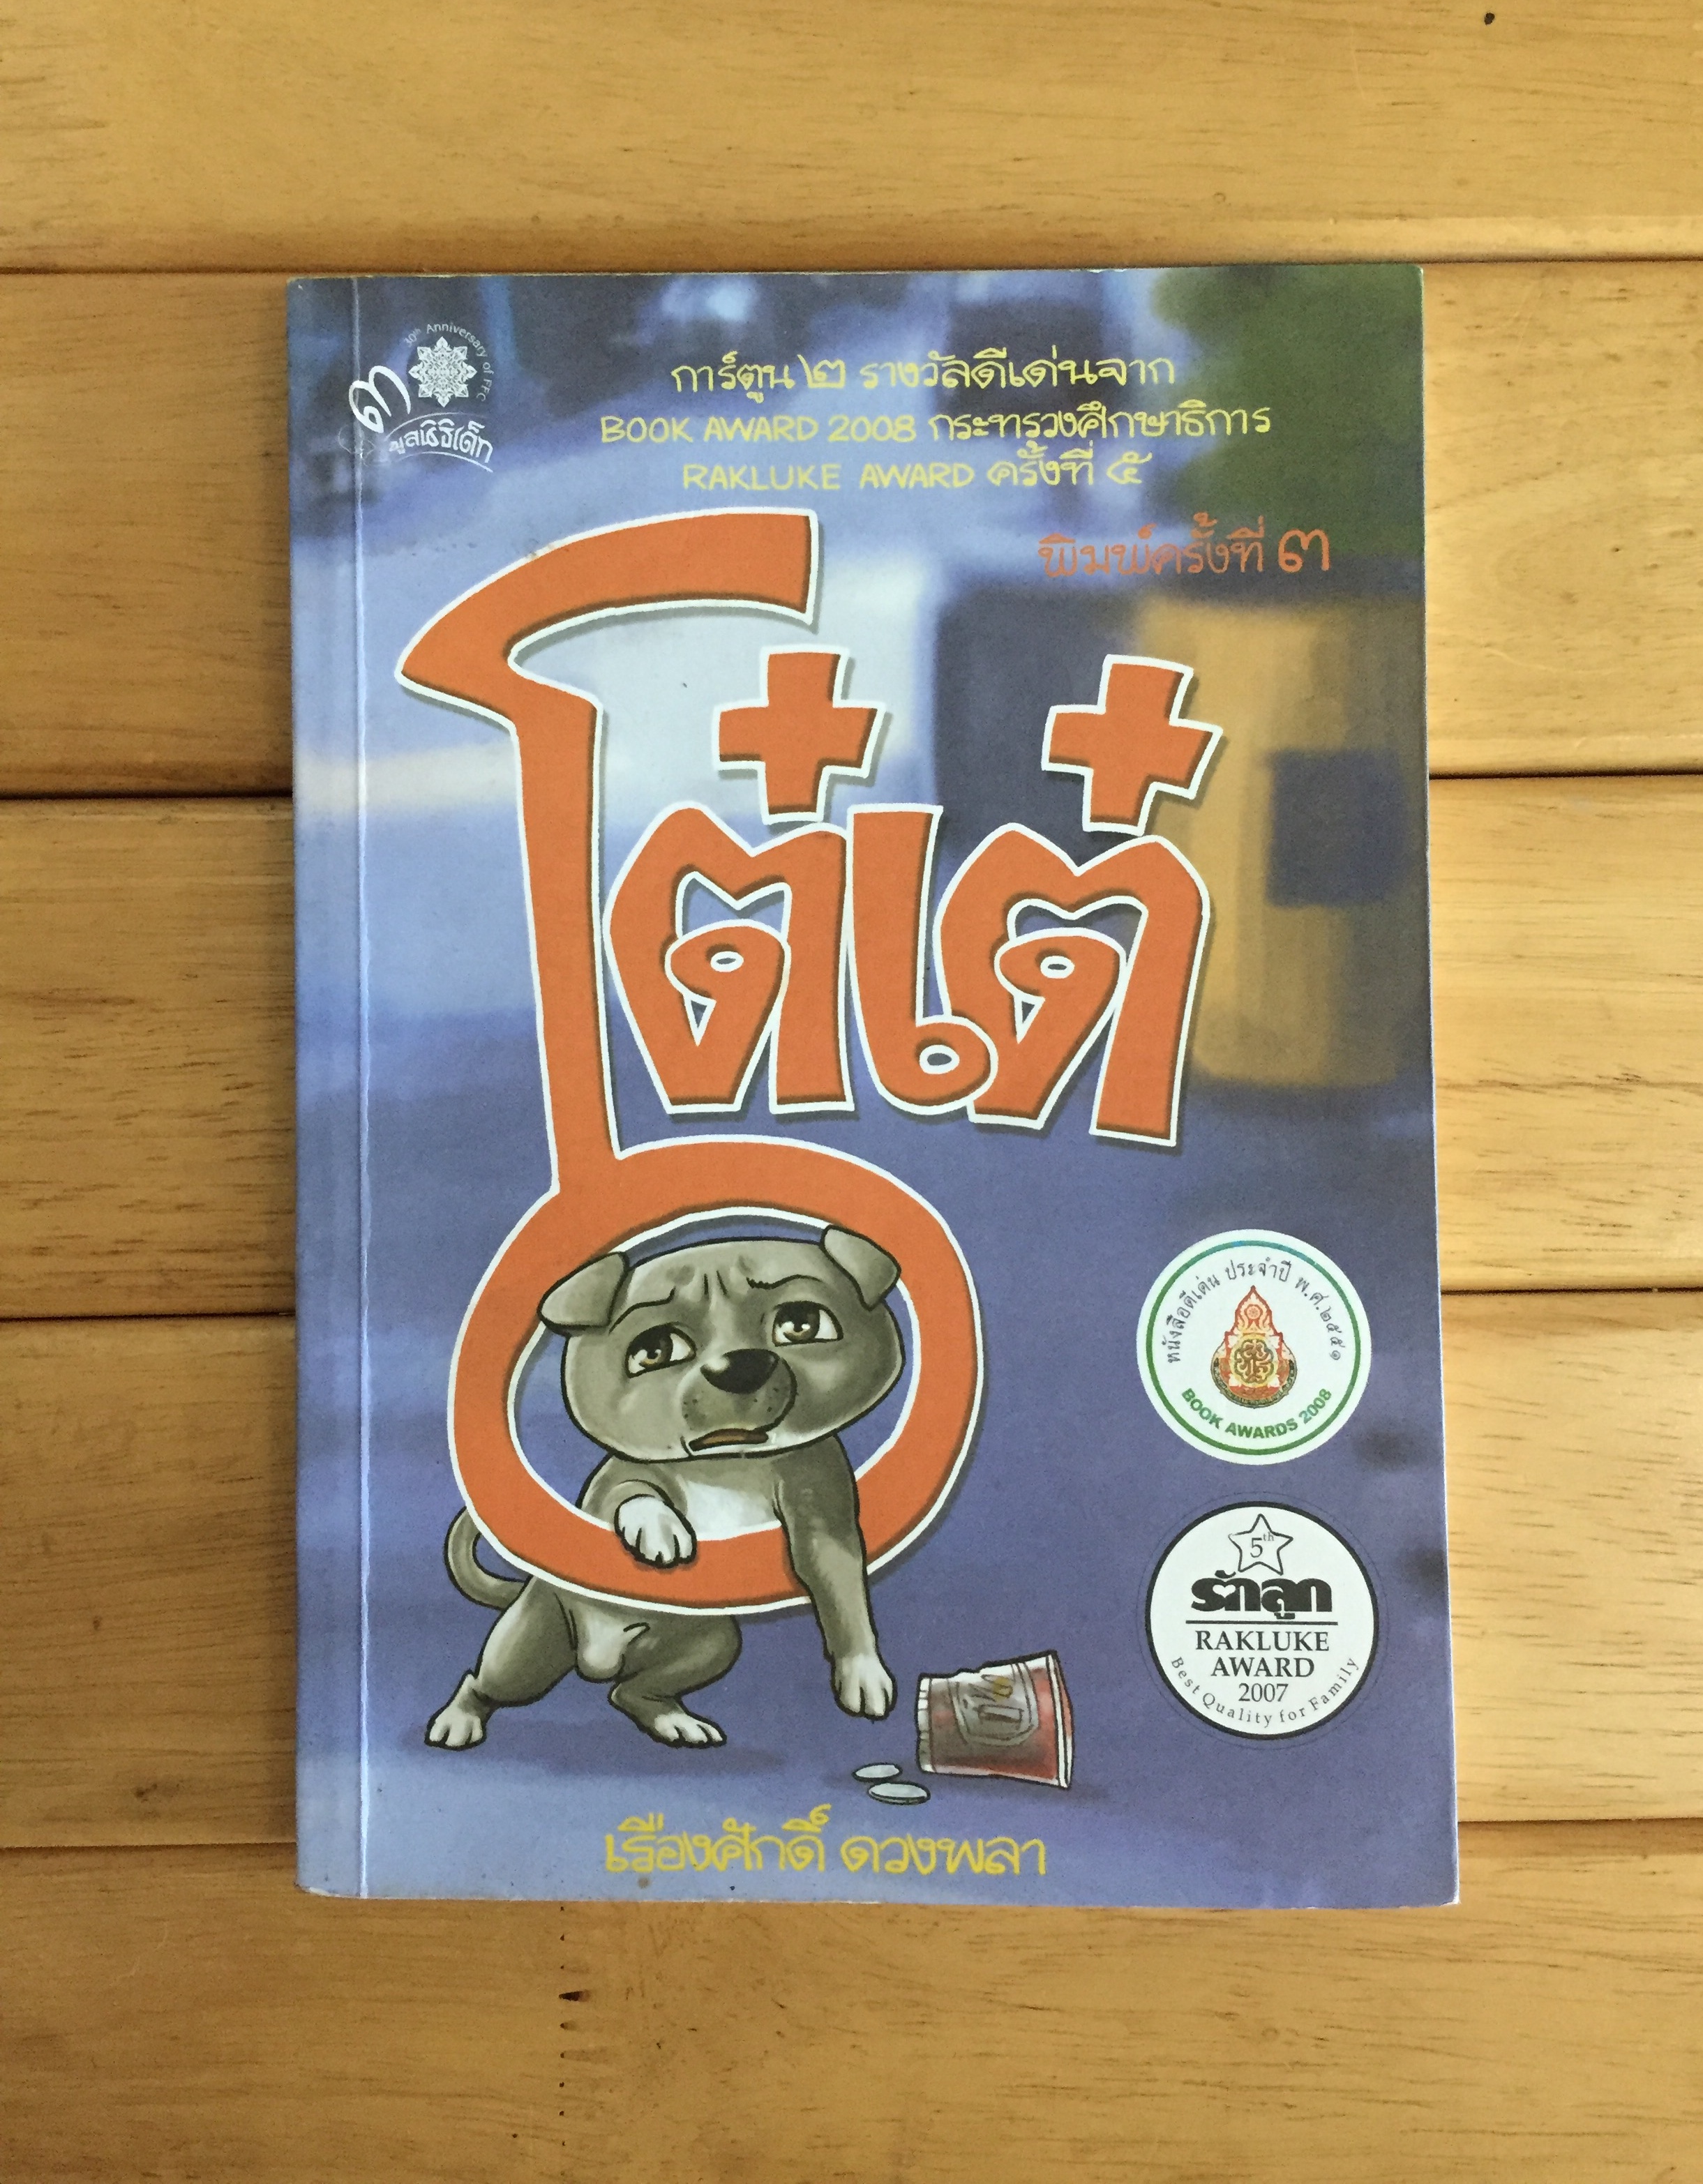 ๓๐
30th Anniversary of FFC
มูลนิธิเด็ก
การ์ตูน ๒ รางวัลดีเด่นจาก
BOOK AWARD 2008 กระทรวงศึกษาธิการ
RAKLUKE AWARD ครั้งที่ ๕
พิมพ์ครั้งที่ ๓
โต๋เต๋
หนังสือดีเด่น ประจำปี พ.ศ.๒๕๕๑
BOOK AWARDS 2008
5th
รักลูก
RAKLUKE
AWARD
2007
Best Quality for Family
เรืองศักดิ์ ดวงพลา